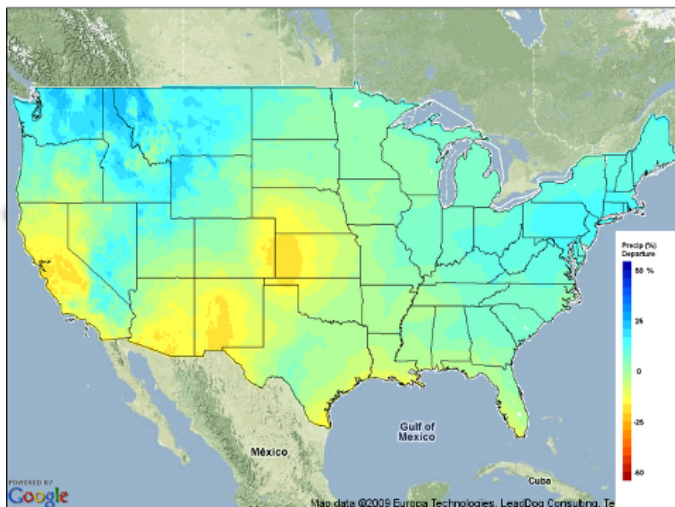 Precip (%)
Departure
50 %
25
0
-25
-50
Gulf of
Mexico
México
Cuba
POWERED BY
Google
Map data ©2009 Europa Technologies, LeadDog Consulting, Te